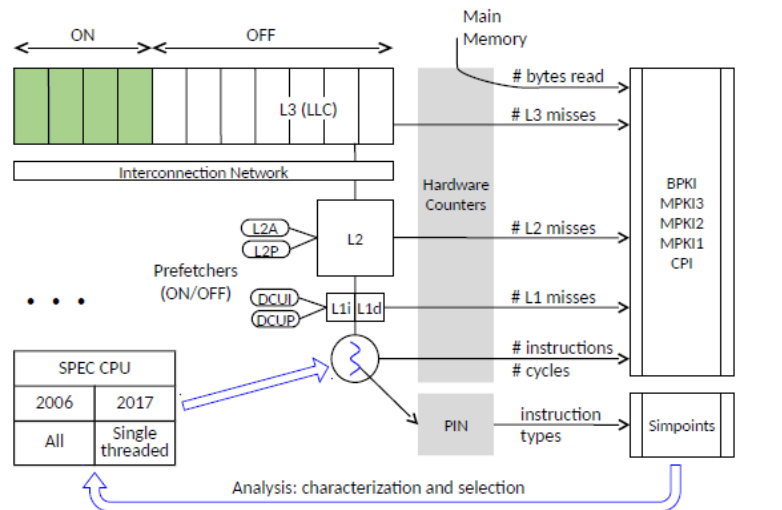 ON
OFF
Main
Memory
# bytes read
L3 (LLC)
# L3 misses
Interconnection Network
Hardware
Counters
BPKI
MPKI3
MPKI2
MPKI1
CPI
L2A
L2P
L2
# L2 misses
Prefetchers
(ON/OFF)
DCUI
DCUP
L1i
L1d
# L1 misses
# instructions
# cycles
SPEC CPU
2006
2017
All
Single
threaded
PIN
instruction
types
Simpoints
Analysis: characterization and selection